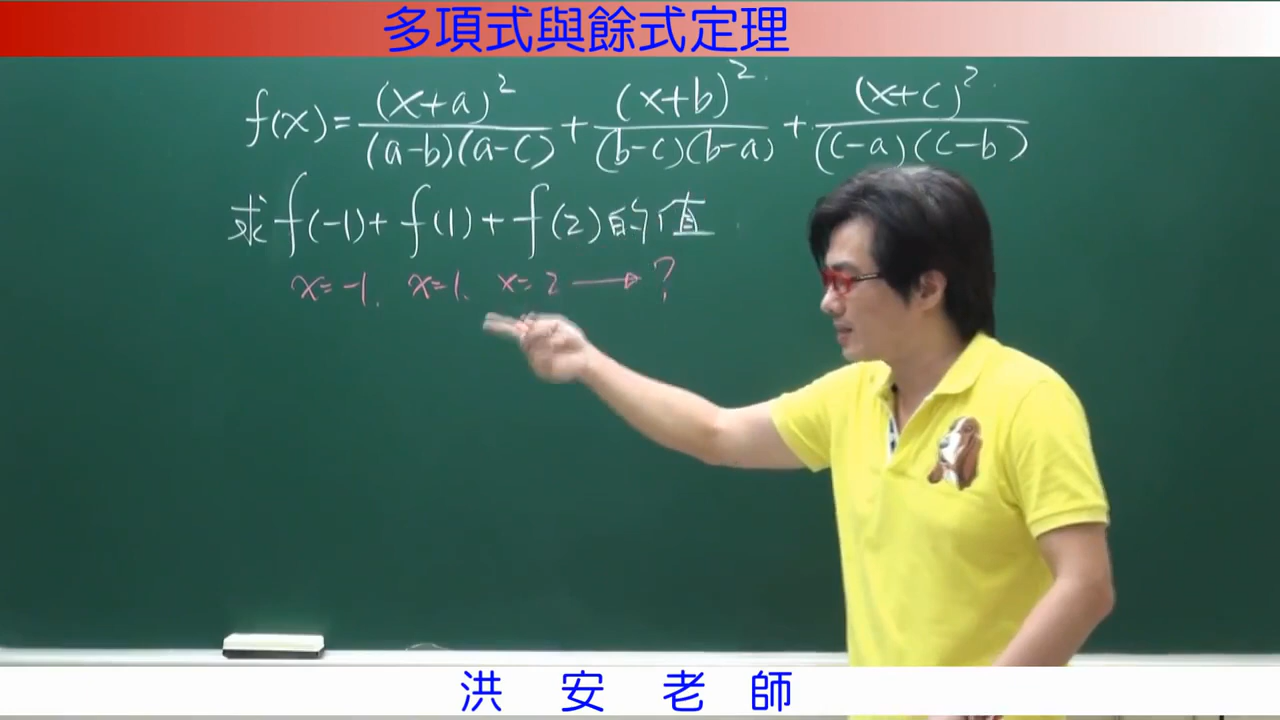 多項式與餘式定理
f(x)=(x+a)²/(a-b)(a-c)+(x+b)²/(b-c)(b-a)+(x+c)²/(c-a)(c-b)
求f(-1)+f(1)+f(2)的值
x=-1. x=1. x=2→?
洪安老師